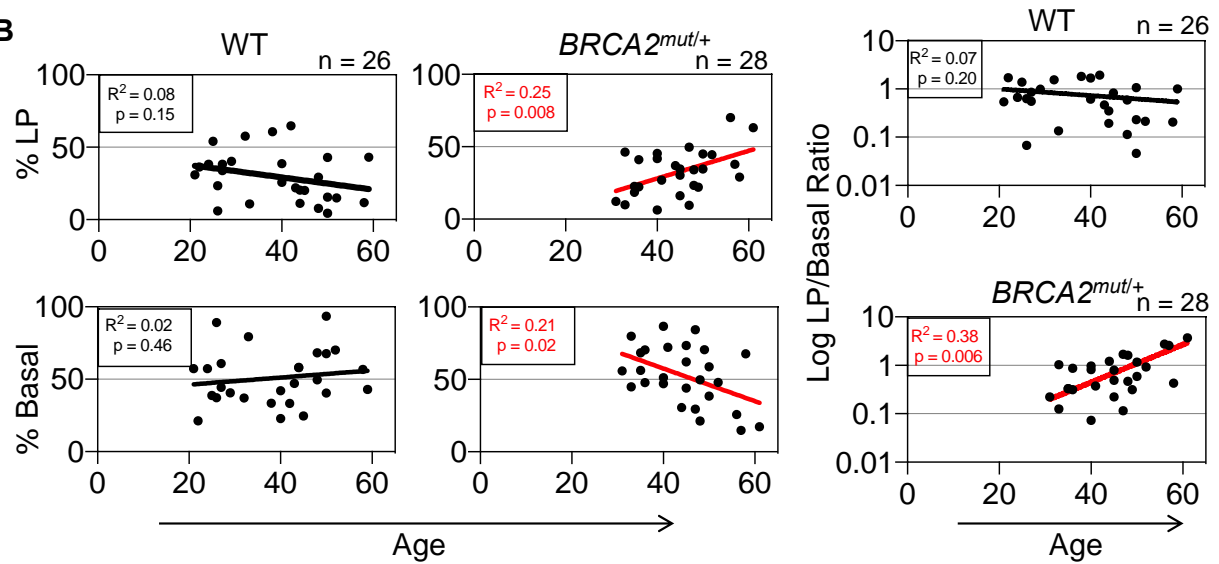 B
WT
n = 26
BRCA2mut/+
n = 28
% LP
100
50
0
R2 = 0.08
p = 0.15
0 20 40 60
100
50
0
R2 = 0.25
p = 0.008
0 20 40 60
% Basal
100
50
0
R2 = 0.02
p = 0.46
0 20 40 60
100
50
0
R2 = 0.21
p = 0.02
0 20 40 60
Age
Log LP/Basal Ratio
WT
n = 26
10
1
0.1
0.01
R2 = 0.07
p = 0.20
0 20 40 60
BRCA2mut/+
n = 28
10
1
0.1
0.01
R2 = 0.38
p = 0.006
0 20 40 60
Age